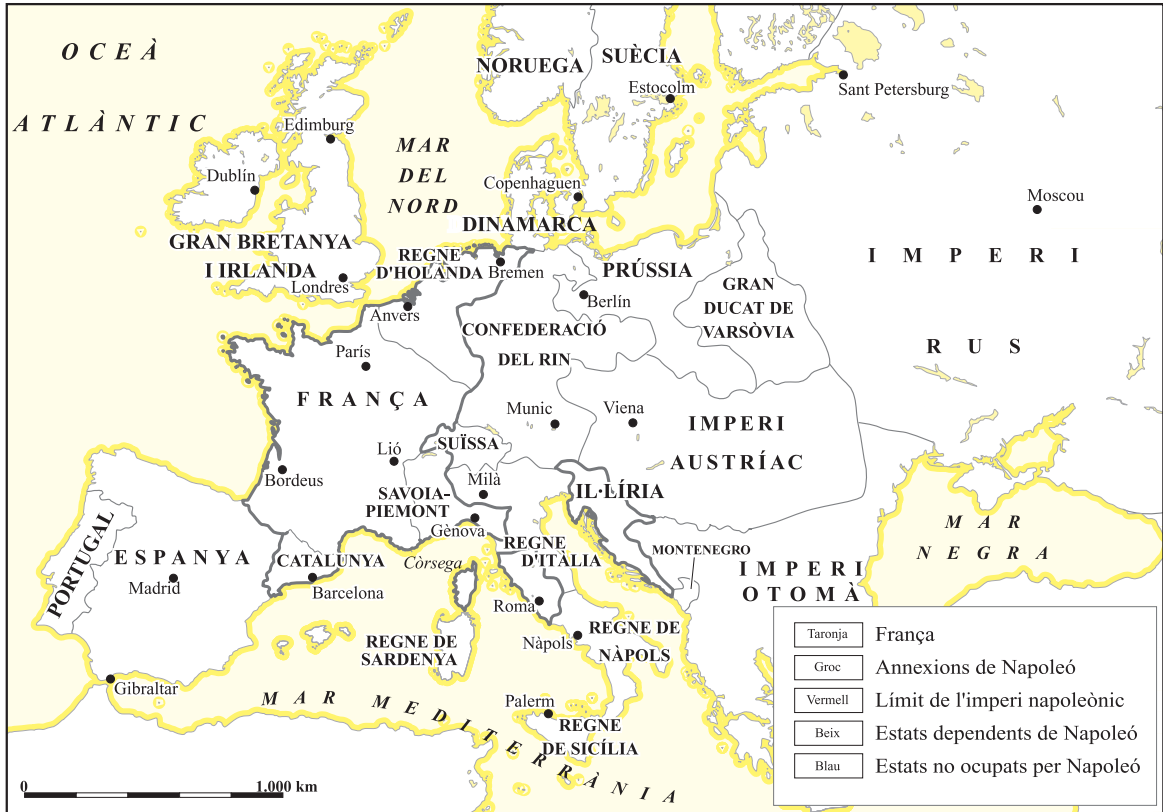 OCEÀ
ATLÀNTIC
NORUEGA
SUÈCIA
Estocolm
Sant Petersburg
Edimburg
MAR
DEL
NORD
Dublín
Copenhaguen
Moscou
DINAMARCA
GRAN BRETANYA
I IRLANDA
Londres
REGNE
D'HOLANDA
Bremen
PRÚSSIA
Berlín
GRAN
DUCAT DE
VARSÒVIA
IMPERI
RUS
Anvers
CONFEDERACIÓ
DEL RIN
París
FRANÇA
Munic
Viena
IMPERI
AUSTRÍAC
SUÏSSA
Lió
Bordeus
Milà
IL·LÍRIA
SAVOIA-
PIEMONT
Gènova
MAR
NEGRA
PORTUGAL
ESPANYA
Madrid
CATALUNYA
Barcelona
Còrsega
REGNE
D'ITÀLIA
MONTENEGRO
IMPERI
OTOMÀ
Roma
Nàpols
REGNE DE
NÀPOLS
REGNE DE
SARDENYA
Gibraltar
MAR MEDITERRÀNIA
Palerm
REGNE
DE SICÍLIA
Taronja França
Groc Annexions de Napoleó
Vermell Límit de l'imperi napoleònic
Beix Estats dependents de Napoleó
Blau Estats no ocupats per Napoleó
0 1.000 km